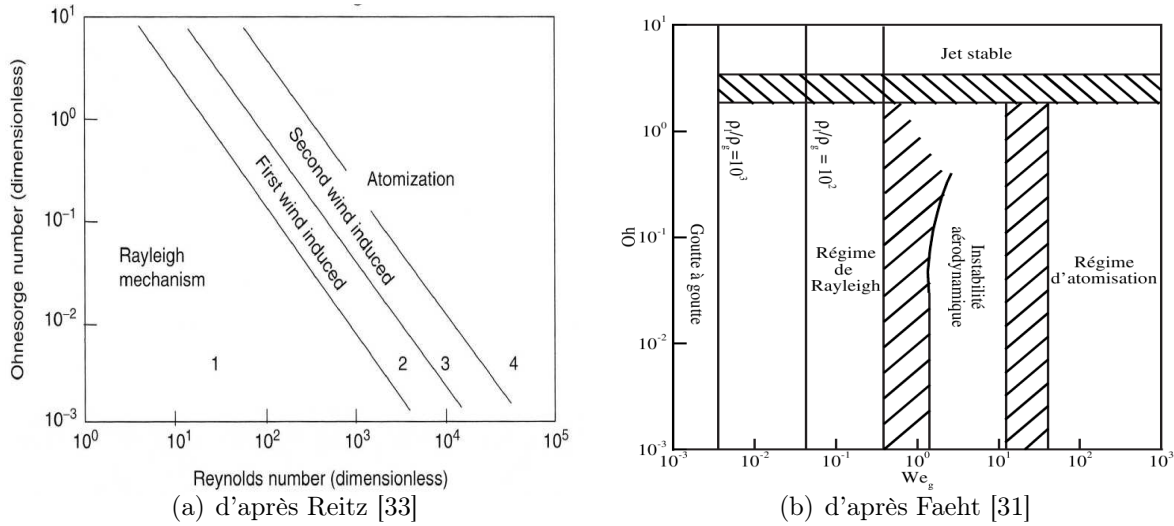 10^1
10^0
10^-1
10^-2
10^-3
Ohnesorge number (dimensionless)
Rayleigh
mechanism
First wind induced
Second wind induced
Atomization
1
2
3
4
10^0
10^1
10^2
10^3
10^4
10^5
Reynolds number (dimensionless)
(a) d'après Reitz [33]
10^1
10^0
10^-1
10^-2
10^-3
Oh
Jet stable
Goutte à goutte
ρl/ρg=10^3
ρl/ρg = 10^2
Régime
de
Rayleigh
Instabilité
aérodynamique
Régime
d'atomisation
10^-3
10^-2
10^-1
10^0
10^1
10^2
10^3
We_g
(b) d'après Faeht [31]